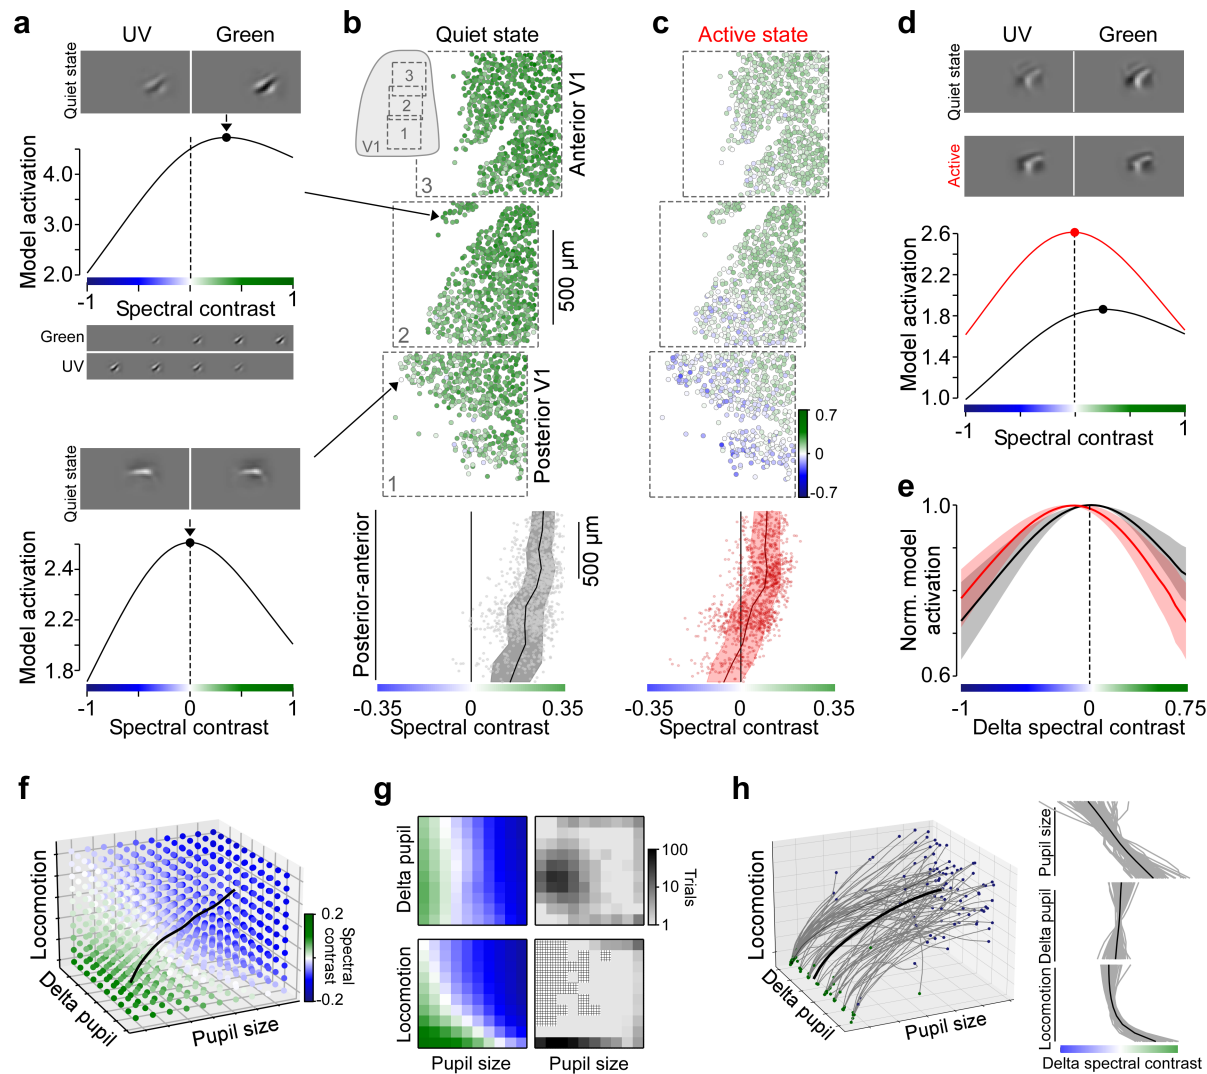 a
UV
Green
Quiet state
Model activation
4.0
3.0
2.0
-1
1
Spectral contrast
Green
UV
Quiet state
Model activation
2.4
2.2
1.8
-1
0
1
Spectral contrast
b
Quiet state
3
2
1
V1
3
Anterior V1
2
500 µm
1
Posterior V1
Posterior-anterior
500 µm
-0.35
0
0.35
Spectral contrast
c
Active state
0.7
0
-0.7
-0.35
0
0.35
Spectral contrast
d
UV
Green
Quiet state
Active
Model activation
2.6
2.2
1.8
1.4
1.0
-1
1
Spectral contrast
e
Norm. model
activation
1.0
0.6
-1
0
0.75
Delta spectral contrast
f
Locomotion
Delta pupil
Pupil size
0.2
-0.2
Spectral
contrast
g
Delta pupil
Locomotion
Pupil size
Pupil size
100
10
1
Trials
h
Locomotion
Delta pupil
Pupil size
Pupil size
Delta pupil
Locomotion
Delta spectral contrast